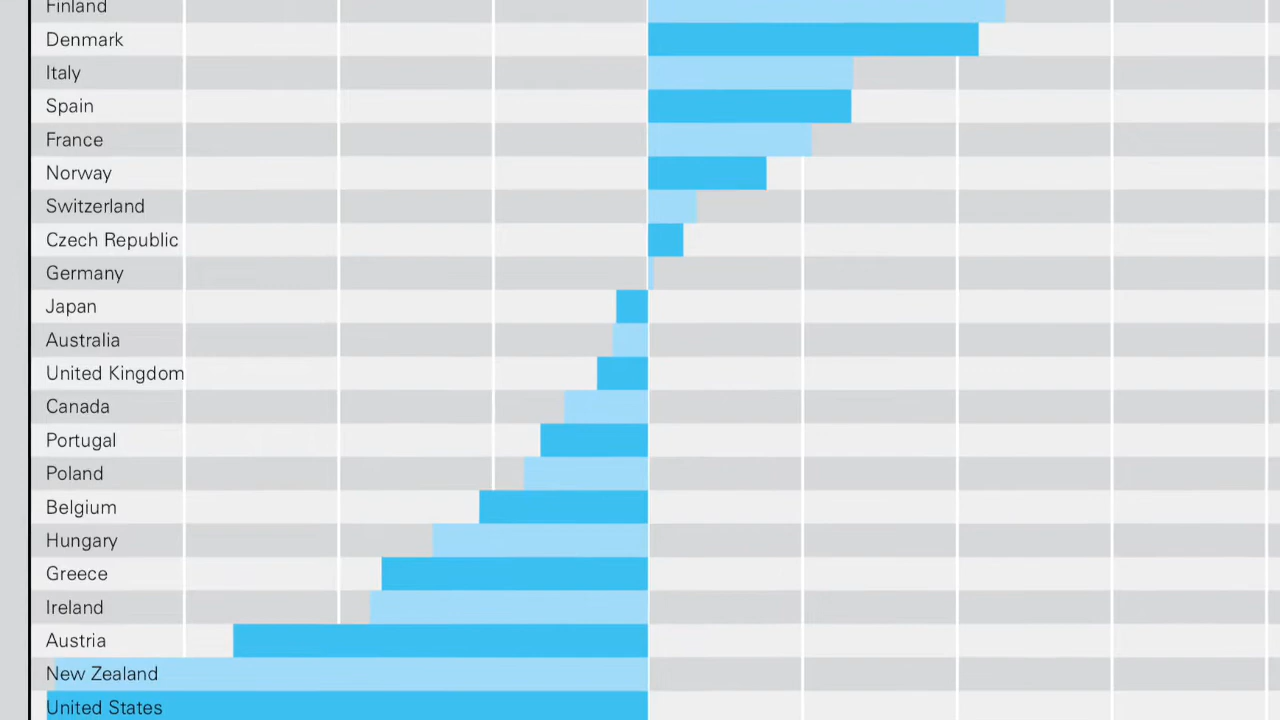 Finland
Denmark
Italy
Spain
France
Norway
Switzerland
Czech Republic
Germany
Japan
Australia
United Kingdom
Canada
Portugal
Poland
Belgium
Hungary
Greece
Ireland
Austria
New Zealand
United States